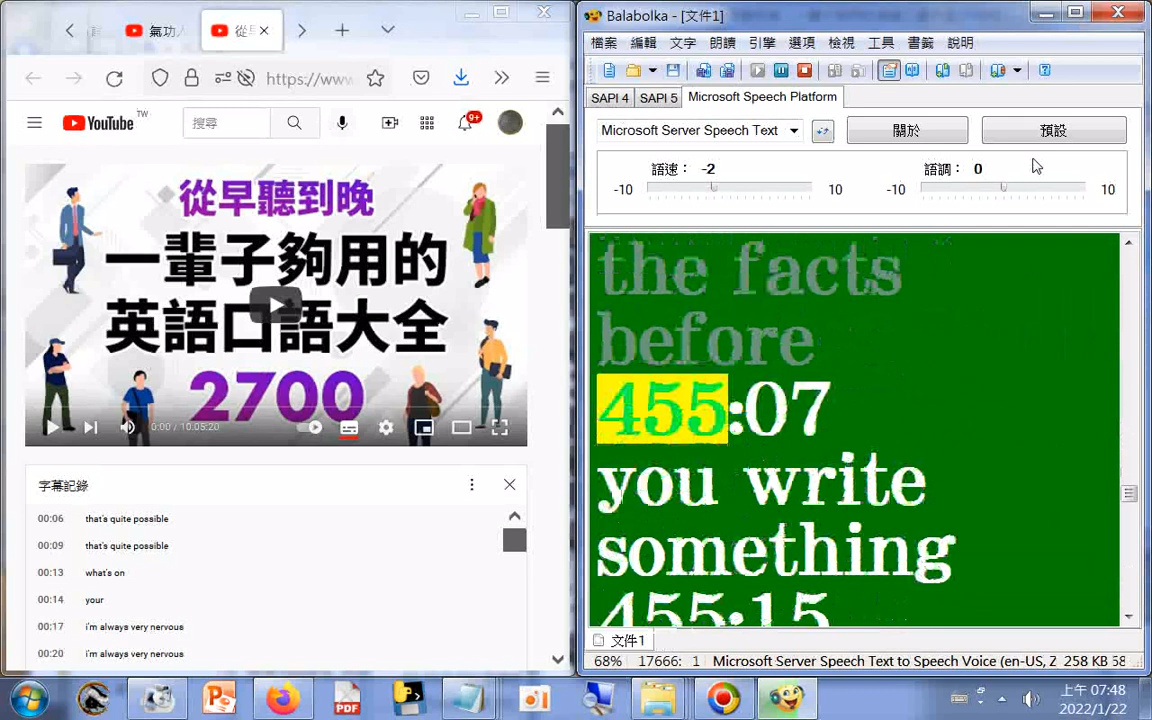 氣功人
從
https://www
YouTube TW
搜尋
9+
從早聽到晚
一輩子夠用的
英語口語大全
2700
0:00 / 10:05:20
字幕記錄
00:06 that's quite possible
00:09 that's quite possible
00:13 what's on
00:14 your
00:17 i'm always very nervous
00:20 i'm always very nervous
Balabolka - [文件1]
檔案 編輯 文字 朗讀 引擎 選項 檢視 工具 書籤 說明
SAPI 4 SAPI 5 Microsoft Speech Platform
Microsoft Server Speech Text 關於 預設
語速： -2 語調： 0
-10 10 -10 10
the facts
before
455:07
you write
something
455:15
文件1
68% 17666: 1 Microsoft Server Speech Text to Speech Voice (en-US, Z 258 KB 58
PDF
上午 07:48
2022/1/22